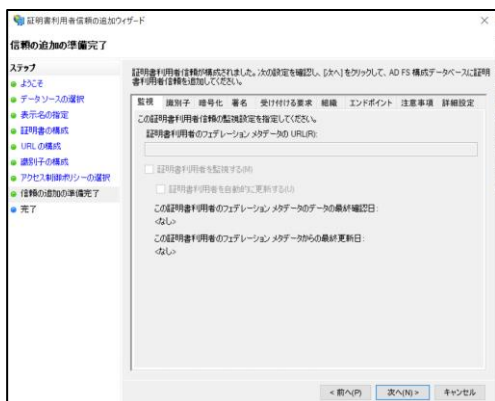 証明書利用者信頼の追加ウィザード
信頼の追加の準備完了
ステップ
ようこそ
データソースの選択
表示名の指定
証明書の構成
URL の構成
識別子の構成
アクセス制御ポリシーの選択
信頼の追加の準備完了
完了
証明書利用者信頼が構成されました。次の設定を確認し、[次へ] をクリックして、AD FS 構成データベースに証明
書利用者信頼を追加してください。
監視 識別子 暗号化 署名 受け付ける要求 組織 エンドポイント 注意事項 詳細設定
この証明書利用者信頼の監視設定を指定してください。
証明書利用者のフェデレーション メタデータの URL(R):
証明書利用者を監視する(M)
証明書利用者を自動的に更新する(U)
この証明書利用者のフェデレーション メタデータのデータの最終確認日:
<なし>
この証明書利用者のフェデレーション メタデータからの最終更新日:
<なし>
< 前へ(P) 次へ(N) > キャンセル